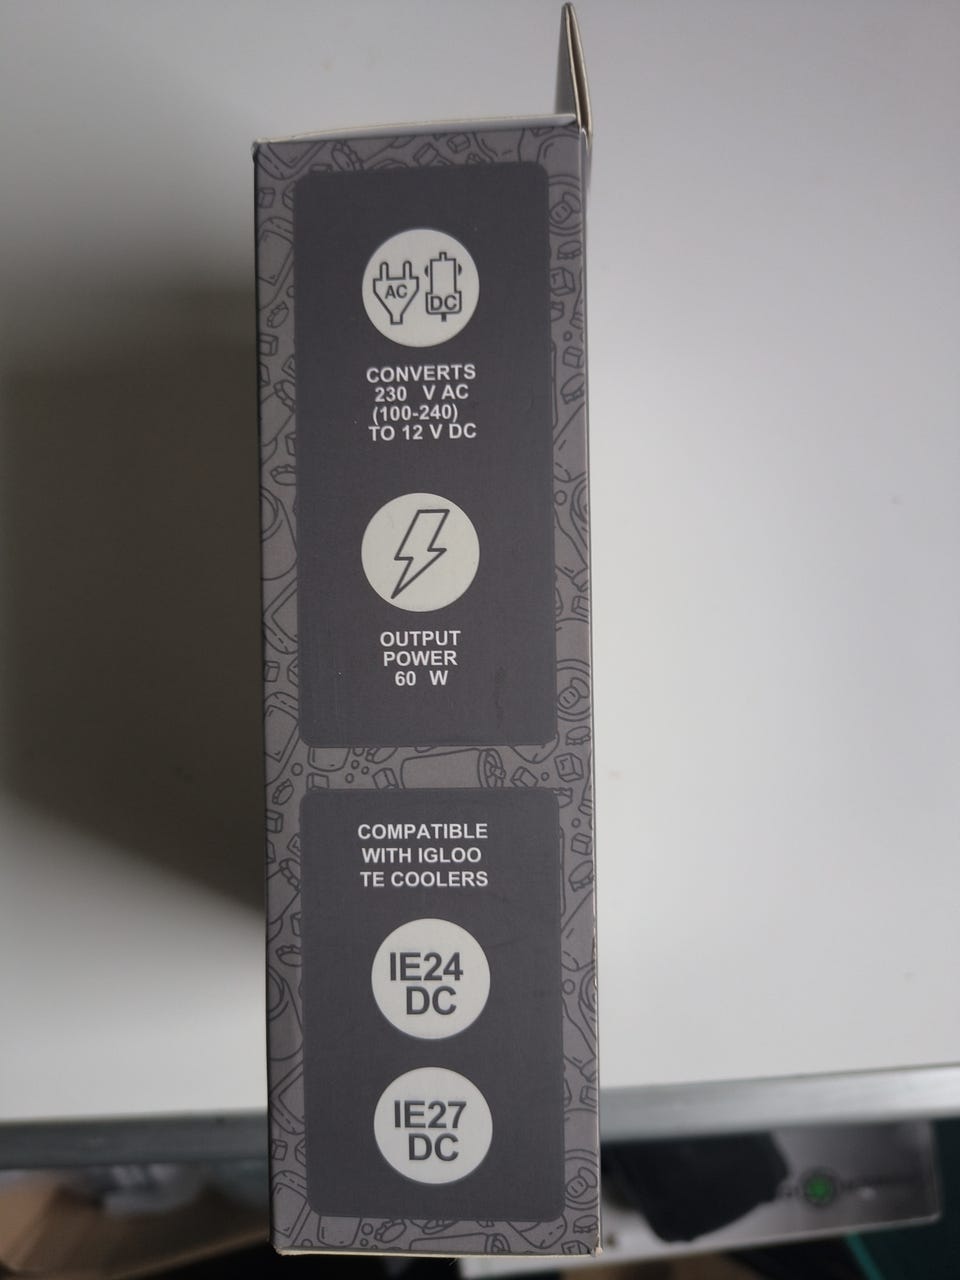 AC DC
CONVERTS
230 V AC
(100-240)
TO 12 V DC
OUTPUT
POWER
60 W
COMPATIBLE
WITH IGLOO
TE COOLERS
IE24
DC
IE27
DC